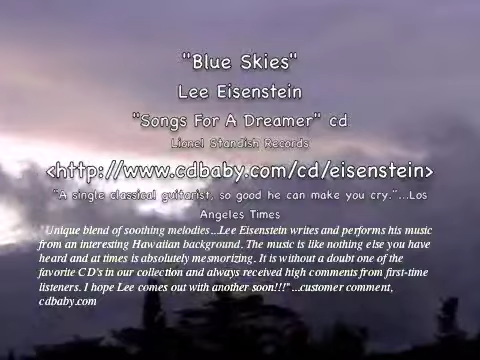 "Blue Skies"
Lee Eisenstein
"Songs For A Dreamer" cd
Lionel Standish Records
<http://www.cdbaby.com/cd/eisenstein>
"A single classical guitarist, so good he can make you cry."...Los
Angeles Times
"Unique blend of soothing melodies...Lee Eisenstein writes and performs his music
from an interesting Hawaiian background. The music is like nothing else you have
heard and at times is absolutely mesmorizing. It is without a doubt one of the
favorite CD's in our collection and always received high comments from first-time
listeners. I hope Lee comes out with another soon!!!"...customer comment,
cdbaby.com